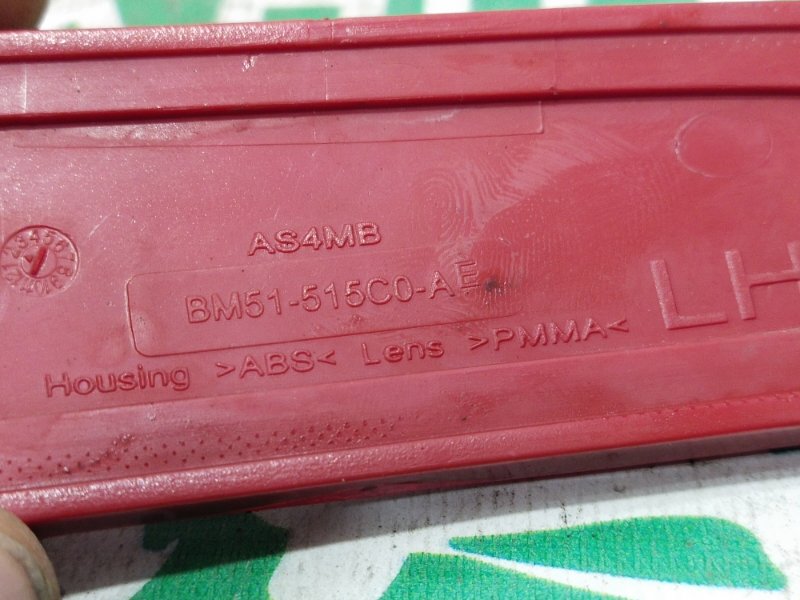 AS4MB
BM51-515C0-AE
Housing >ABS< Lens >PMMA<
LH